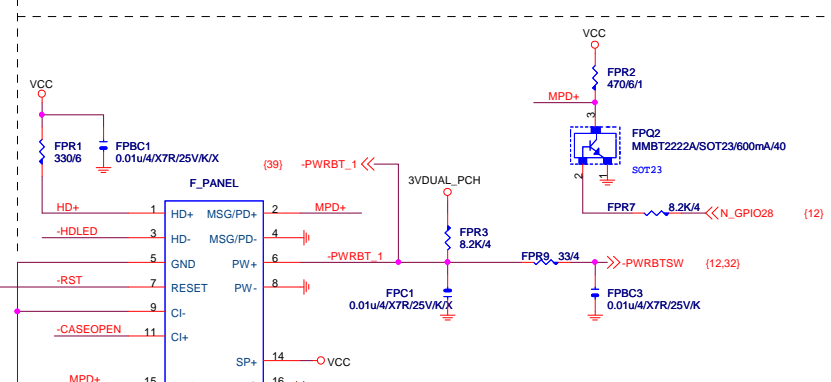 VCC
FPR2
470/6/1
MPD+
3
FPQ2
MMBT2222A/SOT23/600mA/40
SOT23
2
1
FPR7
8.2K/4
N_GPIO28
{12}
VCC
FPR1
330/6
FPBC1
0.01u/4/X7R/25V/K/X
{39}
-PWRBT_1
F_PANEL
3VDUAL_PCH
HD+
1
HD+
MSG/PD+
2
MPD+
-HDLED
3
HD-
MSG/PD-
4
FPR3
8.2K/4
5
GND
PW+
6
-PWRBT_1
FPR9
33/4
-PWRBTSW
{12,32}
-RST
7
RESET
PW-
8
FPC1
0.01u/4/X7R/25V/K/X
FPBC3
0.01u/4/X7R/25V/K
9
CI-
-CASEOPEN
11
CI+
SP+
14
VCC
MPD+
15
16